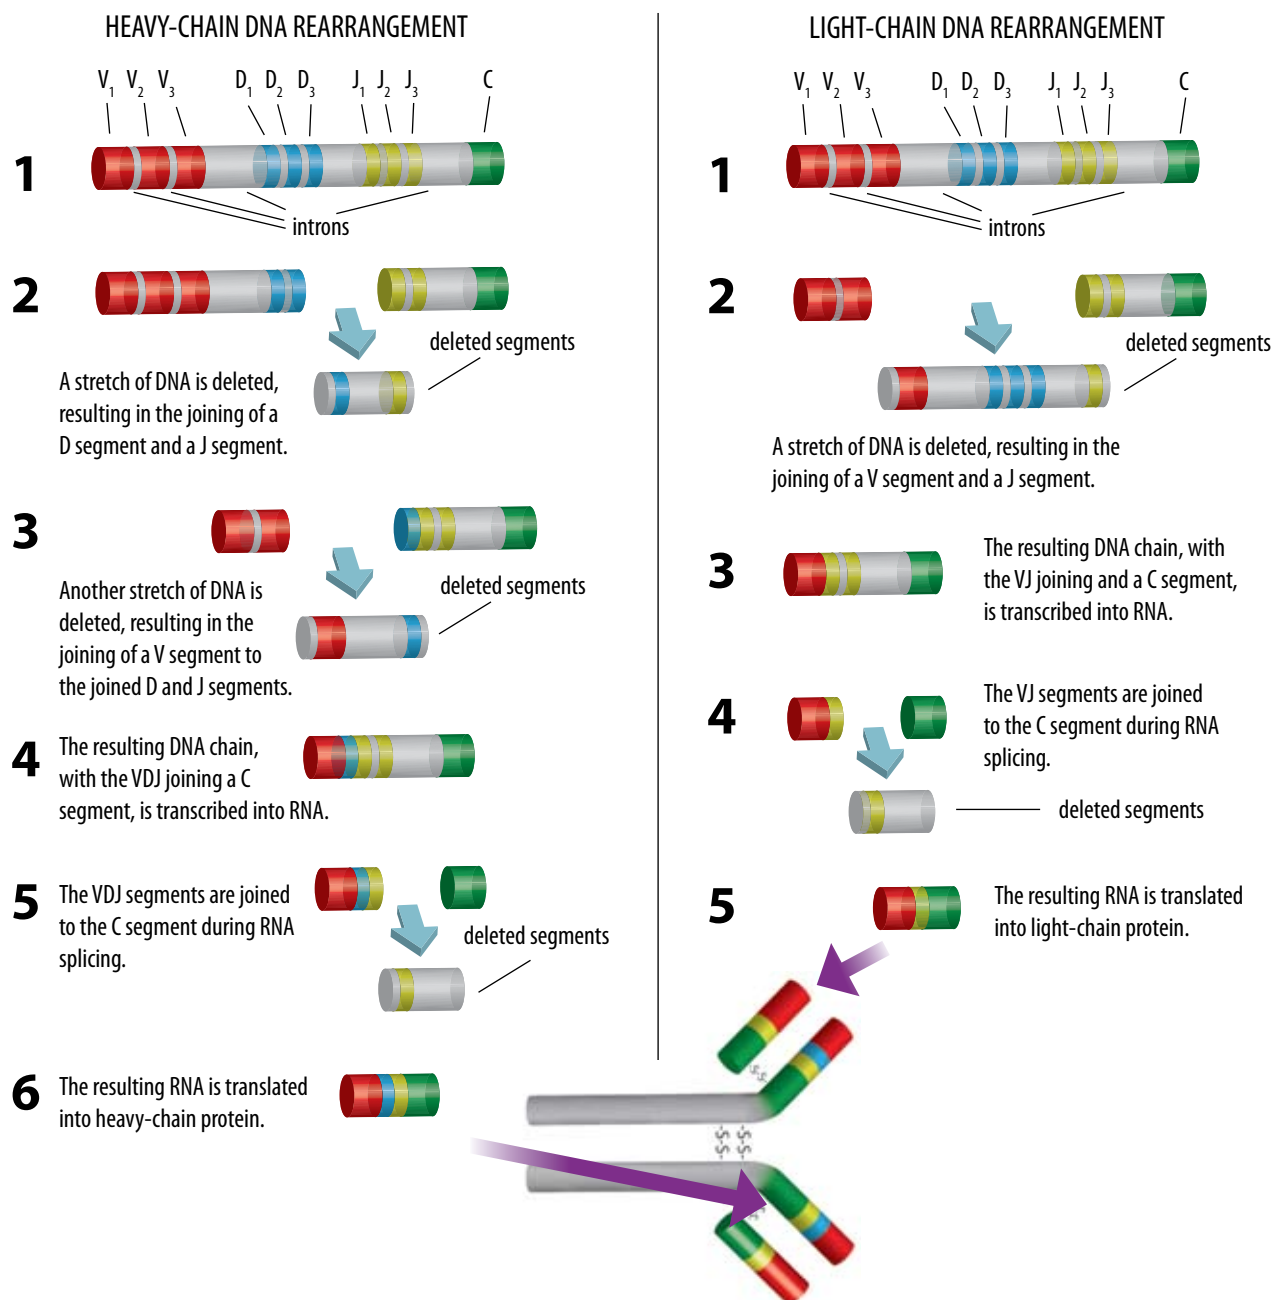 HEAVY-CHAIN DNA REARRANGEMENT
V1 V2 V3 D1 D2 D3 J1 J2 J3 C
1
introns
2
deleted segments
A stretch of DNA is deleted,
resulting in the joining of a
D segment and a J segment.
3
deleted segments
Another stretch of DNA is
deleted, resulting in the
joining of a V segment to
the joined D and J segments.
4
The resulting DNA chain,
with the VDJ joining a C
segment, is transcribed into RNA.
5
The VDJ segments are joined
to the C segment during RNA
splicing.
deleted segments
6
The resulting RNA is translated
into heavy-chain protein.
LIGHT-CHAIN DNA REARRANGEMENT
V1 V2 V3 D1 D2 D3 J1 J2 J3 C
1
introns
2
deleted segments
A stretch of DNA is deleted, resulting in the
joining of a V segment and a J segment.
3
The resulting DNA chain, with
the VJ joining and a C segment,
is transcribed into RNA.
4
The VJ segments are joined
to the C segment during RNA
splicing.
deleted segments
5
The resulting RNA is translated
into light-chain protein.
-S-S-
-S-S-